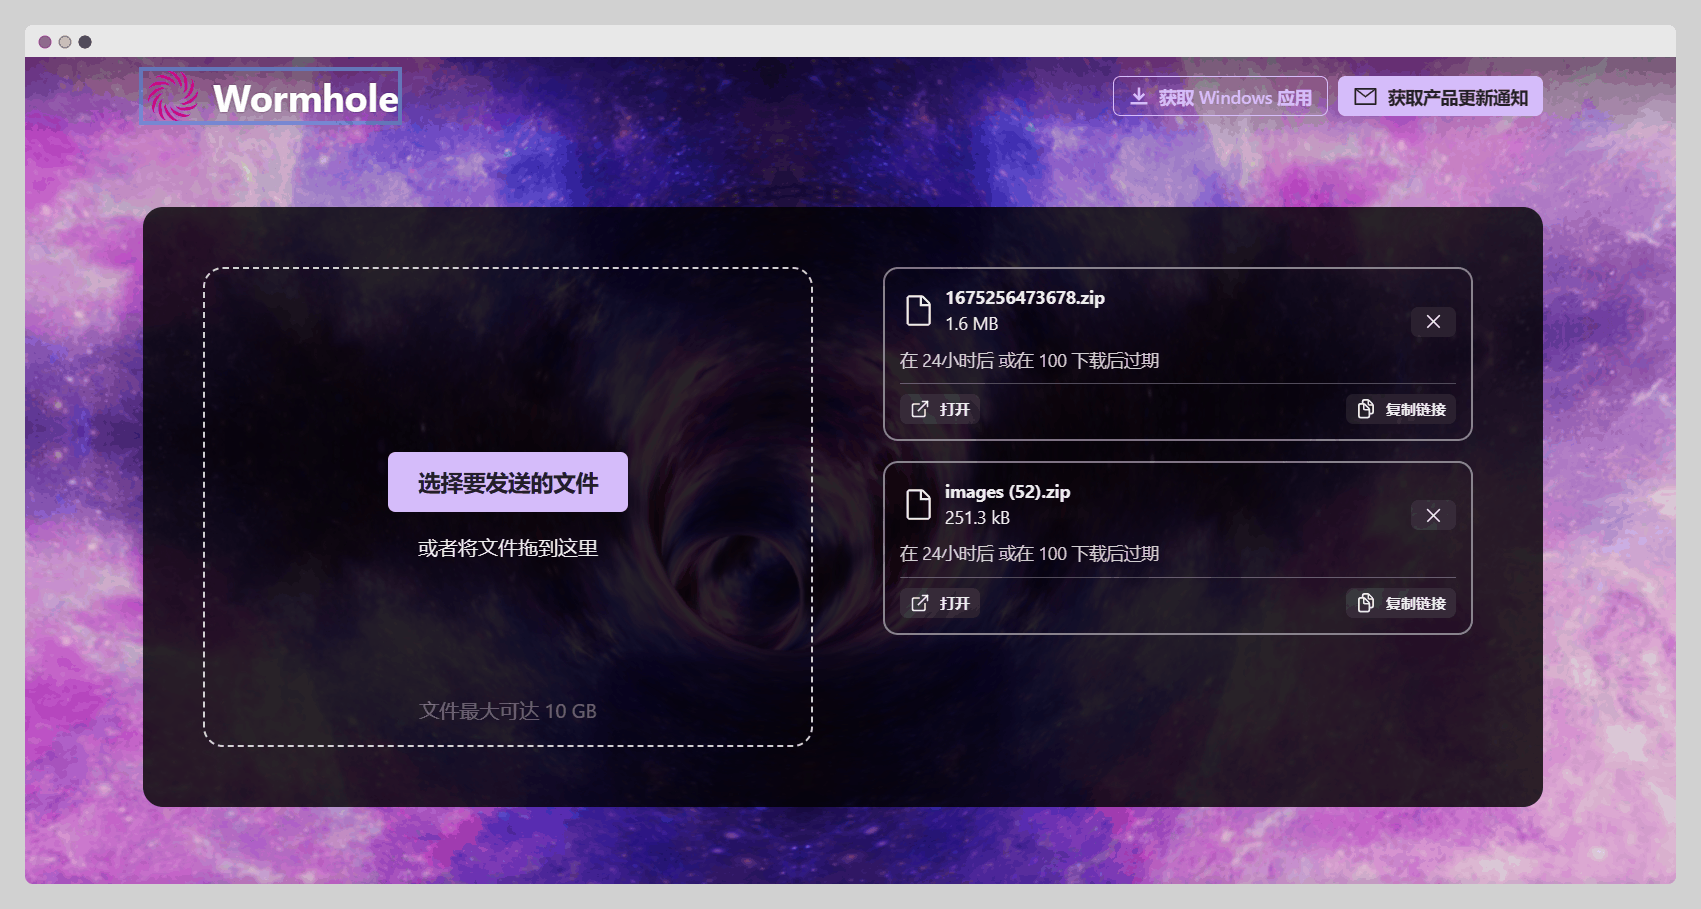 Wormhole
获取 Windows 应用
获取产品更新通知
选择要发送的文件
或者将文件拖到这里
文件最大可达 10 GB
1675256473678.zip
1.6 MB
在 24小时后 或在 100 下载后过期
打开
复制链接
images (52).zip
251.3 kB
在 24小时后 或在 100 下载后过期
打开
复制链接